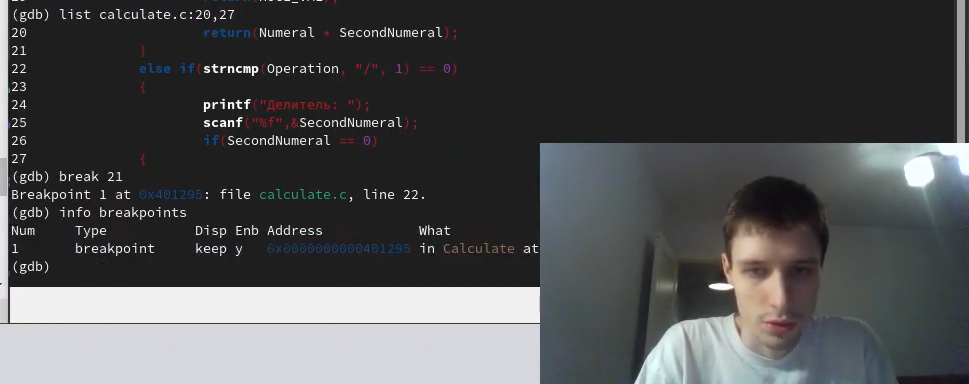 (gdb) list calculate.c:20,27
20 return(Numeral * SecondNumeral);
21 }
22 else if(strncmp(Operation, "/", 1) == 0)
23 {
24 printf("Делитель: ");
25 scanf("%f",&SecondNumeral);
26 if(SecondNumeral == 0)
27 {
(gdb) break 21
Breakpoint 1 at 0x401295: file calculate.c, line 22.
(gdb) info breakpoints
Num Type Disp Enb Address What
1 breakpoint keep y 0x0000000000401295 in Calculate at
(gdb)